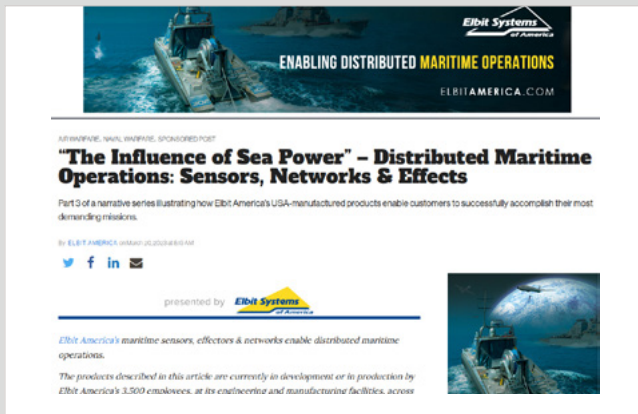 Elbit Systems
of America
ENABLING DISTRIBUTED MARITIME OPERATIONS
ELBITAMERICA.COM
AIR WARFARE, NAVAL WARFARE, SPONSORED POST
"The Influence of Sea Power" – Distributed Maritime
Operations: Sensors, Networks & Effects
Part 3 of a narrative series illustrating how Elbit America's USA-manufactured products enable customers to successfully accomplish their most
demanding missions.
By ELBIT AMERICA
presented by Elbit Systems
of America
Elbit America's maritime sensors, effectors & networks enable distributed maritime
operations.
The products described in this article are currently in development or in production by
Elbit America's 3,500 employees, at its engineering and manufacturing facilities, across